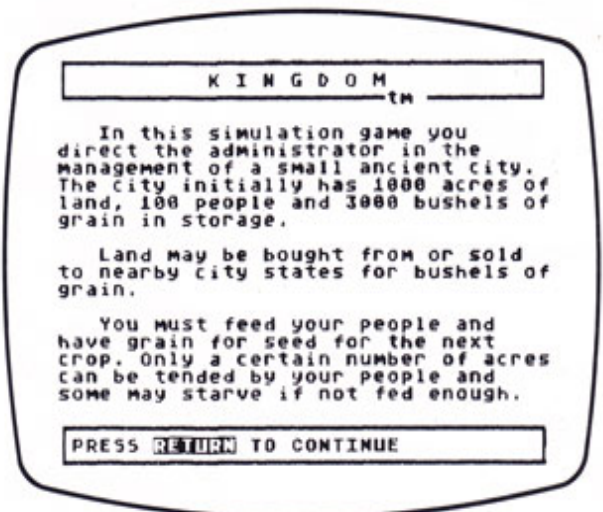 K I N G D O M
tm
In this simulation game you
direct the administrator in the
management of a small ancient city.
The city initially has 1000 acres of
land, 100 people and 3000 bushels of
grain in storage.
Land may be bought from or sold
to nearby city states for bushels of
grain.
You must feed your people and
have grain for seed for the next
crop. Only a certain number of acres
can be tended by your people and
some may starve if not fed enough.
PRESS RETURN TO CONTINUE